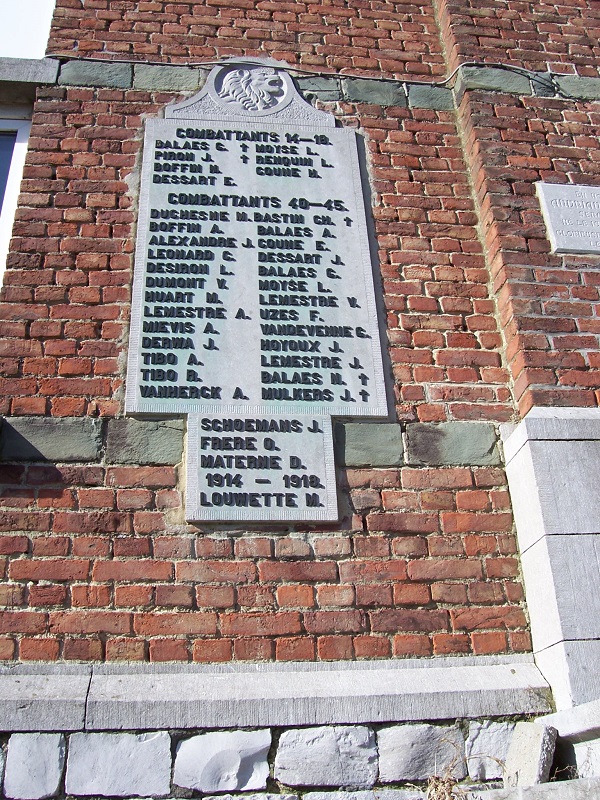 COMBATTANTS 14-18.
BALAES G. † MOYSE L.
PIRON J. † RENQUIN L.
BOFFIN M. COUNE N.
DESSART E.
COMBATTANTS 40-45.
DUCHESNE M. BASTIN CH. †
BOFFIN A. BALAES A.
ALEXANDRE J. COUNE E.
LEONARD G. DESSART J.
DESIRON L. BALAES G.
DUMONT V. MOYSE L.
HUART M. LEMESTRE V.
LEMESTRE A. UZES F.
MIEVIS A. VANDEVENNE G.
DERWA J. MOTOUX J.
TIBO A. LEMESTRE J.
TIBO R. BALAES N. †
VANHERCK A. MULKERS J. †
SCHOEMANS J.
FRERE O.
MATERNE D.
1914 - 1918.
LOUWETTE M.